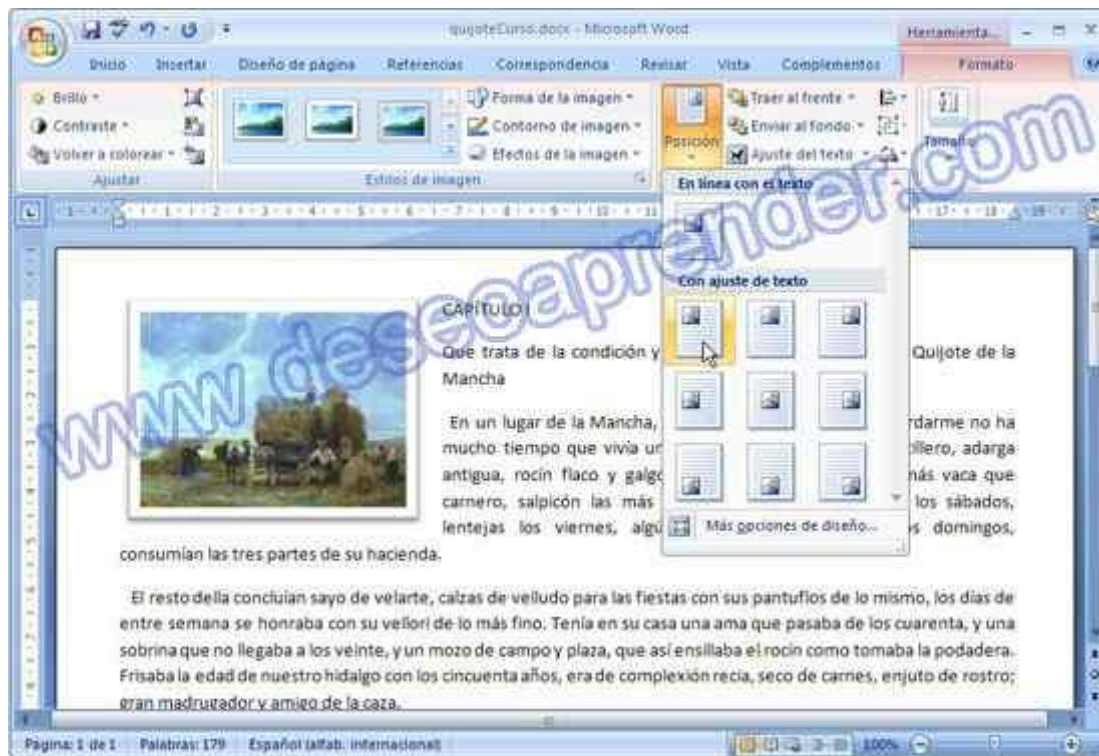 quijoteCurso.docx - Microsoft Word
Herramienta...
Inicio Insertar Diseño de página Referencias Correspondencia Revisar Vista Complementos Formato
Brillo
Contraste
Volver a colorear
Ajustar
Forma de la imagen
Contorno de imagen
Efectos de la imagen
Estilos de imagen
Posición
Traer al frente
Enviar al fondo
Ajuste del texto
Tamaño
En línea con el texto
Con ajuste de texto
Más opciones de diseño...
www.deseoaprender.com
CAPÍTULO I
Que trata de la condición y Quijote de la
Mancha
En un lugar de la Mancha, rdarme no ha
mucho tiempo que vivía un illero, adarga
antigua, rocín flaco y galgo más vaca que
carnero, salpicón las más los sábados,
lentejas los viernes, algú os domingos,
consumían las tres partes de su hacienda.
El resto della concluían sayo de velarte, calzas de velludo para las fiestas con sus pantuflos de lo mismo, los días de
entre semana se honraba con su vellori de lo más fino. Tenía en su casa una ama que pasaba de los cuarenta, y una
sobrina que no llegaba a los veinte, y un mozo de campo y plaza, que así ensillaba el rocín como tomaba la podadera.
Frisaba la edad de nuestro hidalgo con los cincuenta años, era de complexión recia, seco de carnes, enjuto de rostro;
gran madrugador y amigo de la caza.
Página: 1 de 1 Palabras: 179 Español (alfab. internacional) 100%